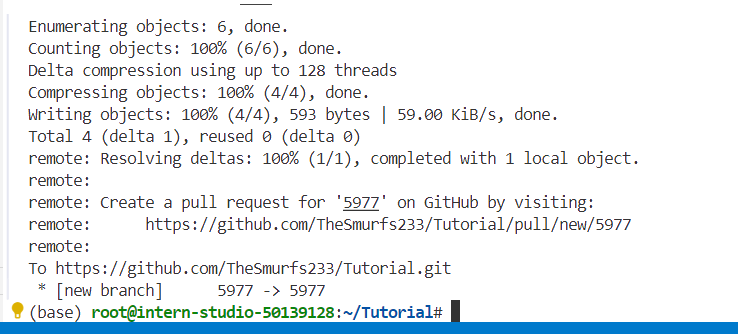 Enumerating objects: 6, done.
Counting objects: 100% (6/6), done.
Delta compression using up to 128 threads
Compressing objects: 100% (4/4), done.
Writing objects: 100% (4/4), 593 bytes | 59.00 KiB/s, done.
Total 4 (delta 1), reused 0 (delta 0)
remote: Resolving deltas: 100% (1/1), completed with 1 local object.
remote:
remote: Create a pull request for '5977' on GitHub by visiting:
remote:      https://github.com/TheSmurfs233/Tutorial/pull/new/5977
remote:
To https://github.com/TheSmurfs233/Tutorial.git
 * [new branch]      5977 -> 5977
(base) root@intern-studio-50139128:~/Tutorial#